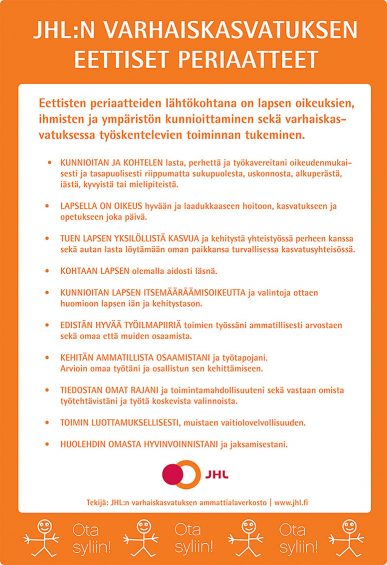 JHL:N VARHAISKASVATUKSEN
EETTISET PERIAATTEET
Eettisten periaatteiden lähtökohtana on lapsen oikeuksien,
ihmisten ja ympäristön kunnioittaminen sekä varhaiskas-
vatuksessa työskentelevien toiminnan tukeminen.
• KUNNIOITAN JA KOHTELEN lasta, perhettä ja työkavereitani oikeudenmukai-
sesti ja tasapuolisesti riippumatta sukupuolesta, uskonnosta, alkuperästä,
iästä, kyvyistä tai mielipiteistä.
• LAPSELLA ON OIKEUS hyvään ja laadukkaaseen hoitoon, kasvatukseen ja
opetukseen joka päivä.
• TUEN LAPSEN YKSILÖLLISTÄ KASVUA ja kehitystä yhteistyössä perheen kanssa
sekä autan lasta löytämään oman paikkansa turvallisessa kasvatusyhteisössä.
• KOHTAAN LAPSEN olemalla aidosti läsnä.
• KUNNIOITAN LAPSEN ITSEMÄÄRÄÄMISOIKEUTTA ja valintoja ottaen
huomioon lapsen iän ja kehitystason.
• EDISTÄN HYVÄÄ TYÖILMAPIIRIÄ toimien työssäni ammatillisesti arvostaen
sekä omaa että muiden osaamista.
• KEHITÄN AMMATILLISTA OSAAMISTANI ja työtapojani.
Arvioin omaa työtäni ja osallistun sen kehittämiseen.
• TIEDOSTAN OMAT RAJANI ja toimintamahdollisuuteni sekä vastaan omista
työtehtävistäni ja työtä koskevista valinnoista.
• TOIMIN LUOTTAMUKSELLISESTI, muistaen vaitiolovelvollisuuden.
• HUOLEHDIN OMASTA HYVINVOINNISTANI ja jaksamisestani.
JHL
Tekijä: JHL:n varhaiskasvatuksen ammattialaverkosto | www.jhl.fi
Ota
syliin!
Ota
syliin!
Ota
syliin!